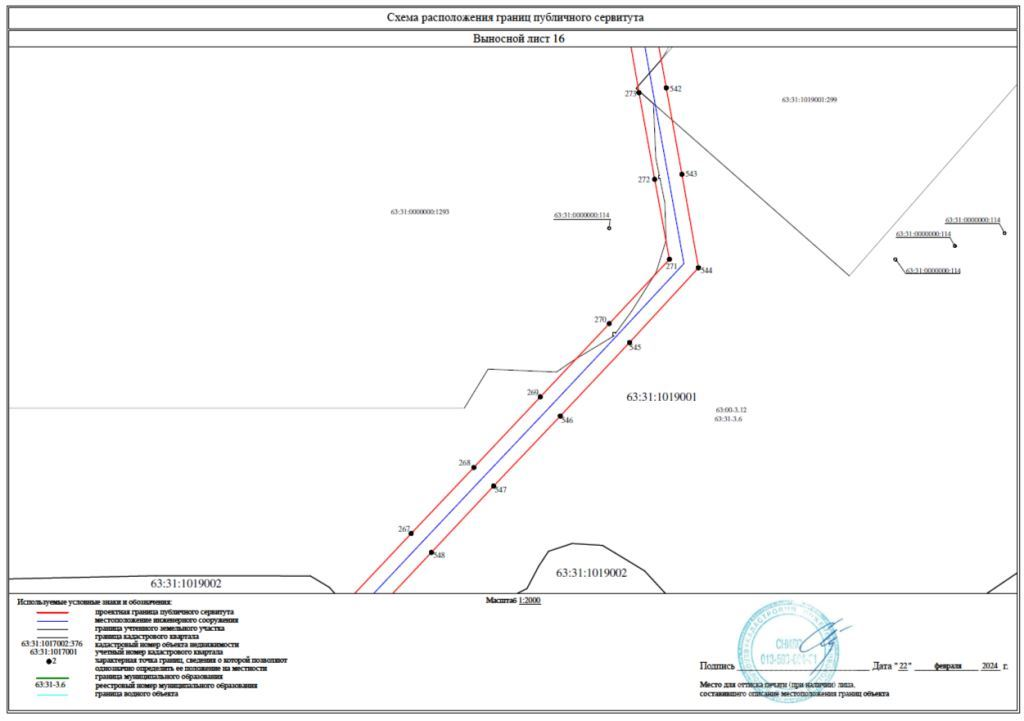 Схема расположения границ публичного сервитута
Выносной лист 16
273
542
63:31:1019001:299
272
543
63:31:0000000:1293
63:31:0000000:114
63:31:0000000:114
63:31:0000000:114
63:31:0000000:114
271
544
270
545
269
63:31:1019001
63:00-3.12
63:31-3.6
546
268
547
267
548
63:31:1019002
63:31:1019002
Используемые условные знаки и обозначения:
Масштаб 1:2000
проектная граница публичного сервитута
местоположение инженерного сооружения
граница учтенного земельного участка
граница кадастрового квартала
63:31:1017002:376 кадастровый номер объекта недвижимости
63:31:1017001 учетный номер кадастрового квартала
2 характерная точка границ, сведения о которой позволяют
однозначно определить ее положение на местности
граница муниципального образования
63:31-3.6 реестровый номер муниципального образования
граница водного объекта
Подпись Дата "22" февраля 2024 г.
Место для оттиска печати (при наличии) лица,
составившего описание местоположения границ объекта
СНИЛС